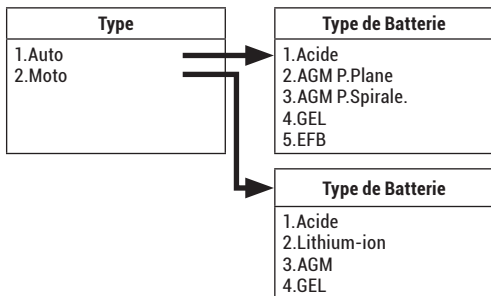 Type
1.Auto
2.Moto
Type de Batterie
1.Acide
2.AGM P.Plane
3.AGM P.Spirale.
4.GEL
5.EFB
Type de Batterie
1.Acide
2.Lithium-ion
3.AGM
4.GEL